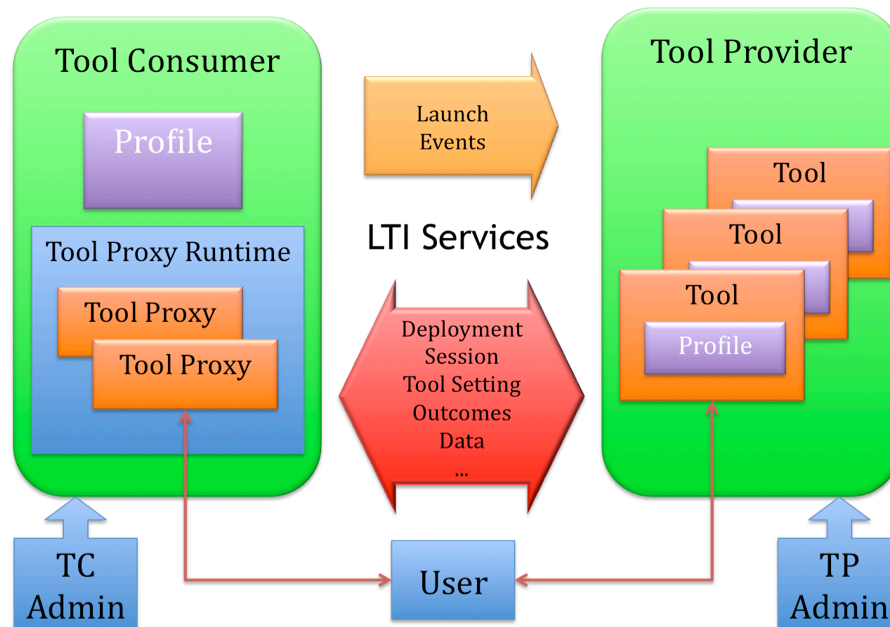 Tool Consumer
Profile
Tool Proxy Runtime
Tool Proxy
Tool Proxy
Launch
Events
LTI Services
Deployment
Session
Tool Setting
Outcomes
Data
...
Tool Provider
Tool
Tool
Tool
Profile
TC
Admin
User
TP
Admin